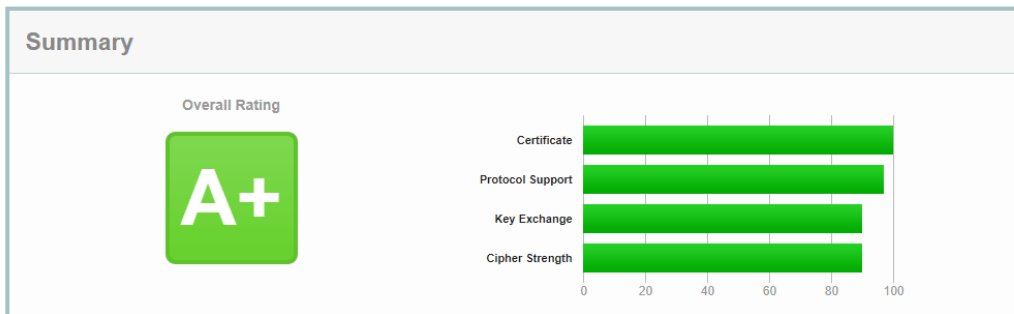 Summary
Overall Rating
A+
Certificate
Protocol Support
Key Exchange
Cipher Strength
0 20 40 60 80 100